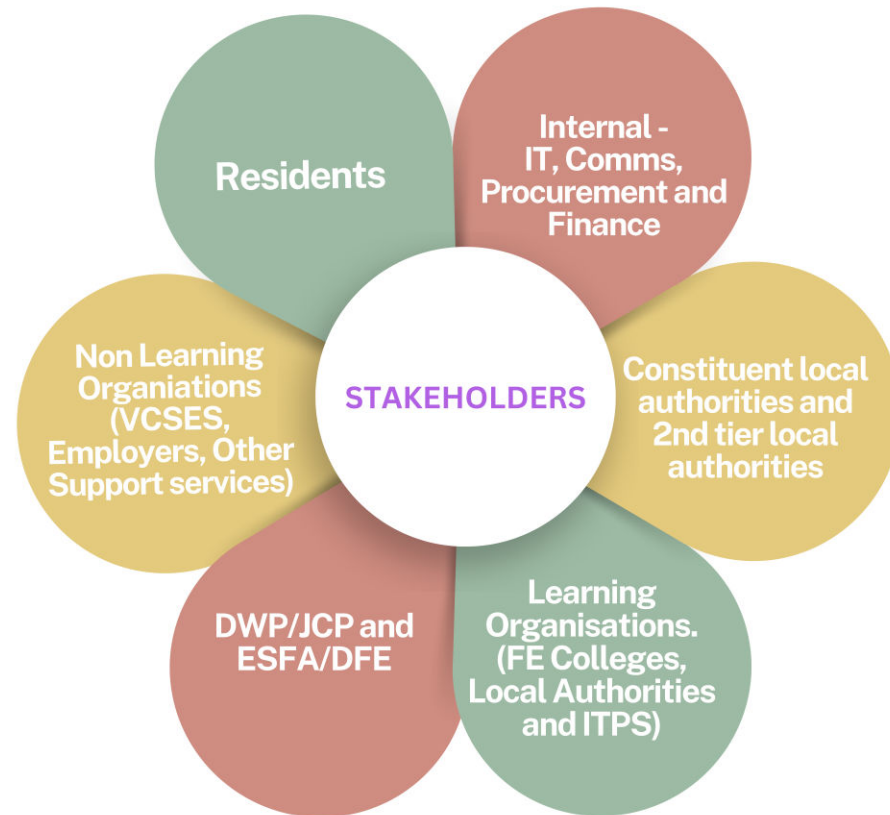 Residents
Internal -
IT, Comms,
Procurement and
Finance
Non Learning
Organiations
(VCSES,
Employers, Other
Support services)
STAKEHOLDERS
Constituent local
authorities and
2nd tier local
authorities
DWP/JCP and
ESFA/DFE
Learning
Organisations.
(FE Colleges,
Local Authorities
and ITPS)